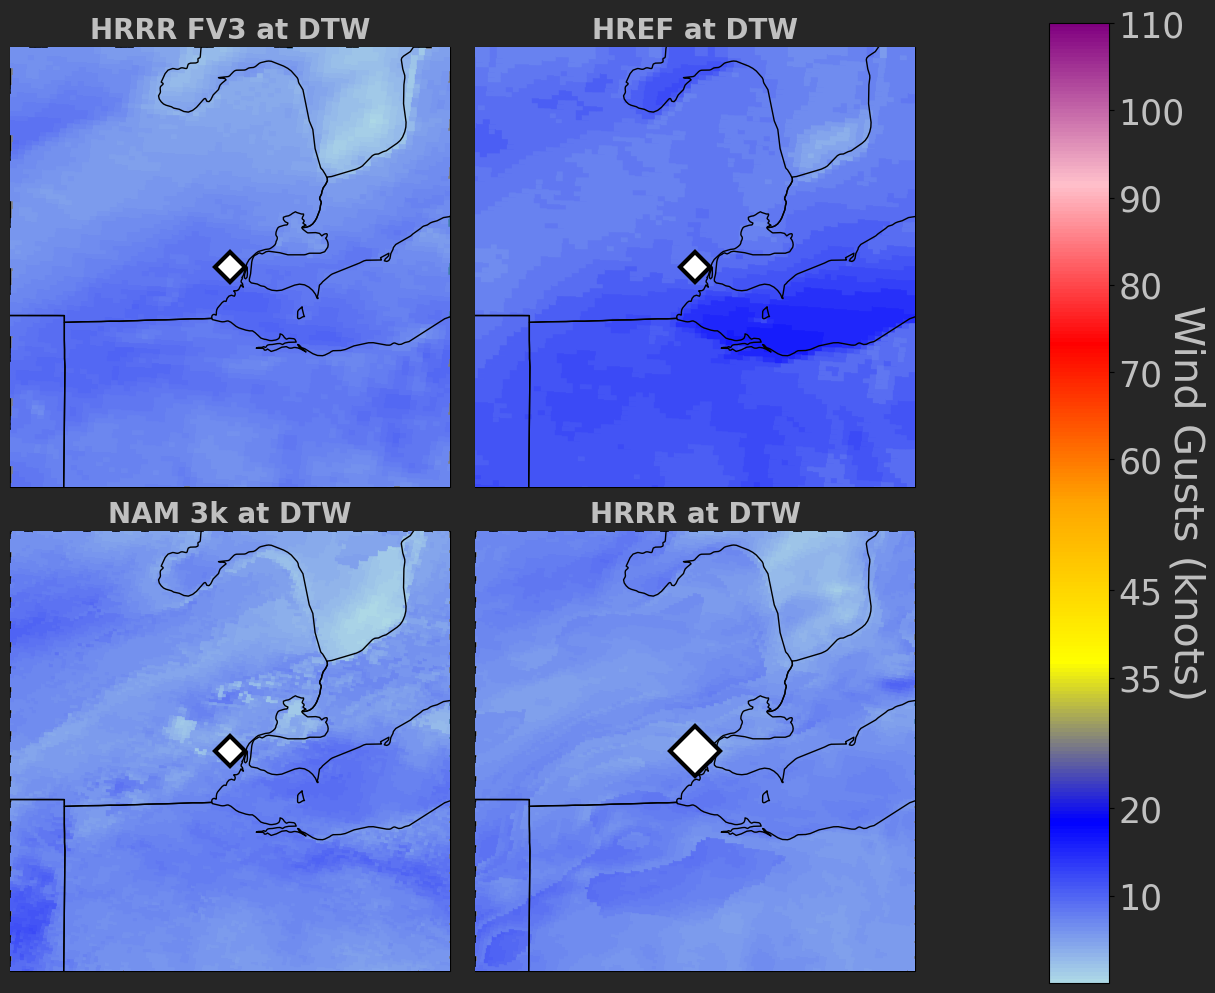 HRRR FV3 at DTW
HREF at DTW
NAM 3k at DTW
HRRR at DTW
110
100
90
80
70
60
45
35
20
10
Wind Gusts (knots)